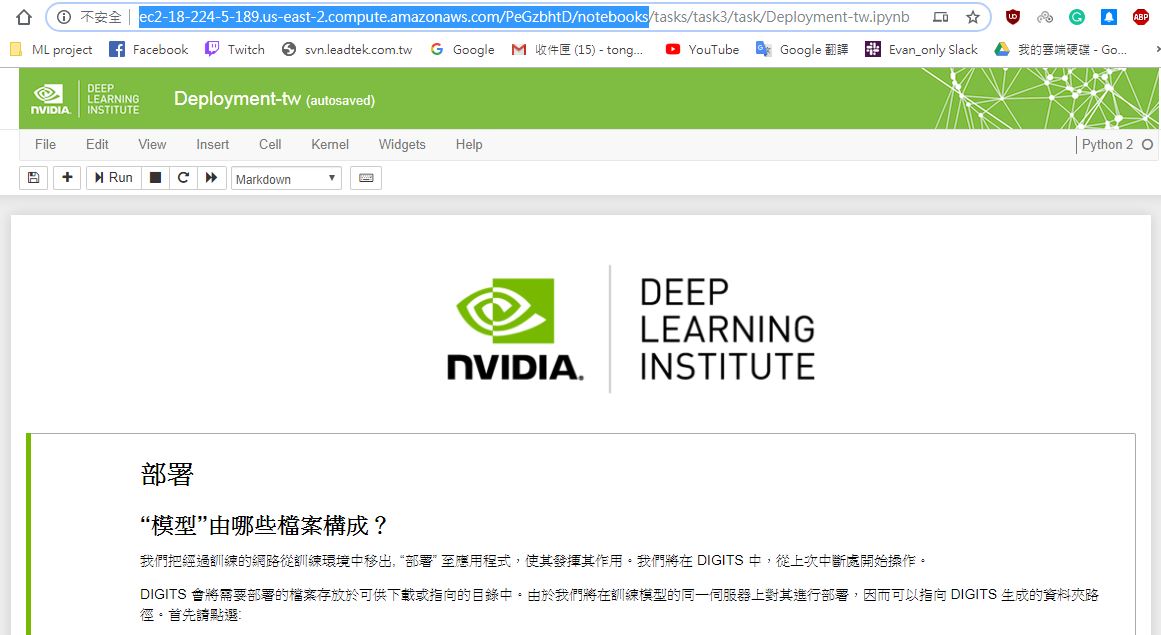 不安全 ec2-18-224-5-189.us-east-2.compute.amazonaws.com/PeGzbhtD/notebooks/tasks/task3/task/Deployment-tw.ipynb
ML project Facebook Twitch svn.leadtek.com.tw Google 收件匣 (15) - tong... YouTube Google 翻譯 Evan_only Slack 我的雲端硬碟 - Go...
NVIDIA. DEEP LEARNING INSTITUTE Deployment-tw (autosaved)
File Edit View Insert Cell Kernel Widgets Help Python 2
Run Markdown
DEEP
LEARNING
INSTITUTE
NVIDIA.
部署
“模型”由哪些檔案構成？
我們把經過訓練的網路從訓練環境中移出, “部署” 至應用程式，使其發揮其作用。我們將在 DIGITS 中，從上次中斷處開始操作。
DIGITS 會將需要部署的檔案存放於可供下載或指向的目錄中。由於我們將在訓練模型的同一伺服器上對其進行部署，因而可以指向 DIGITS 生成的資料夾路
徑。首先請點選: